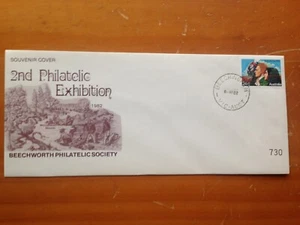 SOUVENIR COVER
2nd Philatelic
Exhibition
1982
BEECHWORTH PHILATELIC SOCIETY
730